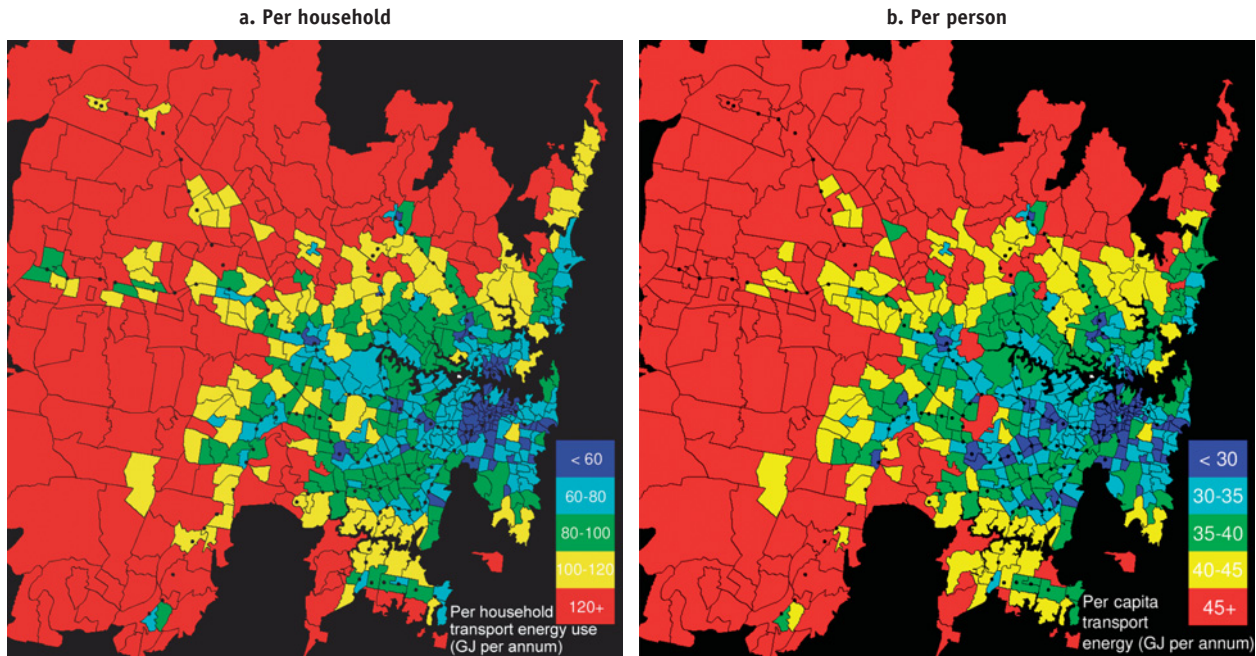 a. Per household
b. Per person
< 60
60-80
80-100
100-120
120+
Per household
transport energy use
(GJ per annum)
< 30
30-35
35-40
40-45
45+
Per capita
transport
energy (GJ per annum)